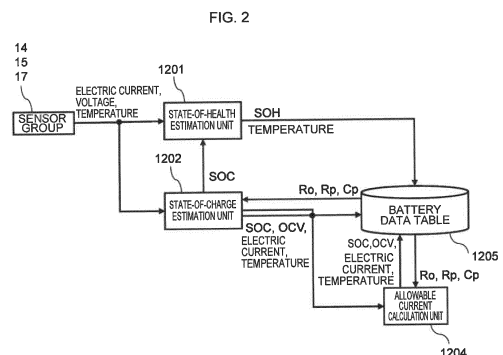 FIG. 2
14
15
17
ELECTRIC CURRENT,
VOLTAGE,
TEMPERATURE
SENSOR
GROUP
1201
STATE-OF-HEALTH
ESTIMATION UNIT
SOH
TEMPERATURE
1202
SOC
STATE-OF-CHARGE
ESTIMATION UNIT
Ro, Rp, Cp
SOC, OCV,
ELECTRIC
CURRENT,
TEMPERATURE
BATTERY
DATA TABLE
1205
SOC,OCV,
ELECTRIC
CURRENT,
TEMPERATURE
Ro, Rp, Cp
ALLOWABLE
CURRENT
CALCULATION UNIT
1204